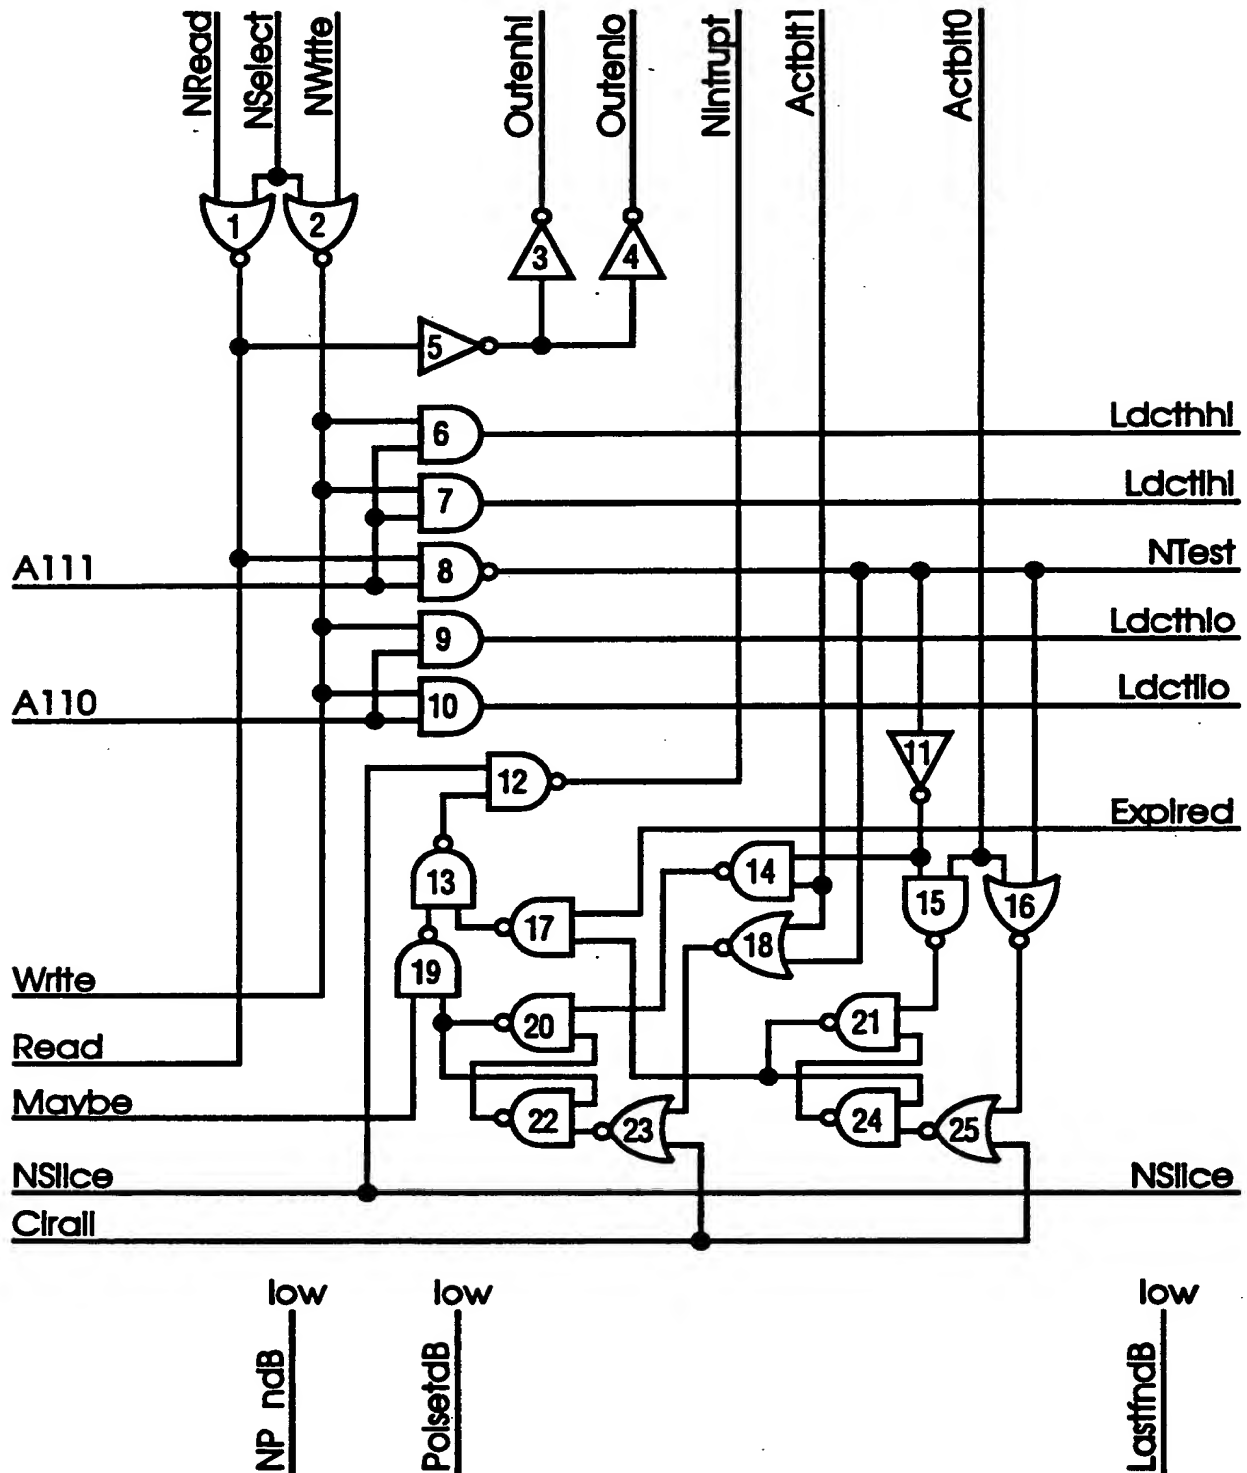 NRead
NSelect
NWrite
Outenhi
Outenlo
NIntrupt
Actbit1
Actbit0
1
2
3
4
5
6
Ldcthhi
7
Ldctlhi
A111
8
NTest
9
Ldcthlo
A110
10
Ldctllo
11
12
Expired
13
14
15
16
17
18
19
Write
20
21
Read
Maybe
22
23
24
25
NSlice
NSlice
Clrall
low
low
low
NP ndB
PolsetdB
LastfndB